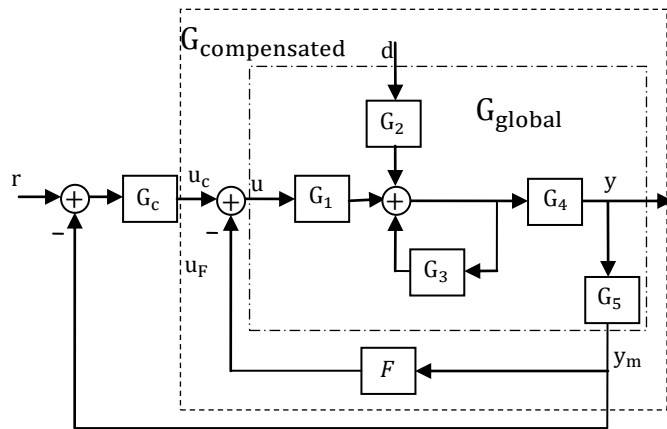 G_compensated
d
G_2
G_global
r
+
G_c
u_c
+
u
G_1
+
G_4
y
−
−
G_3
u_F
G_5
F
y_m